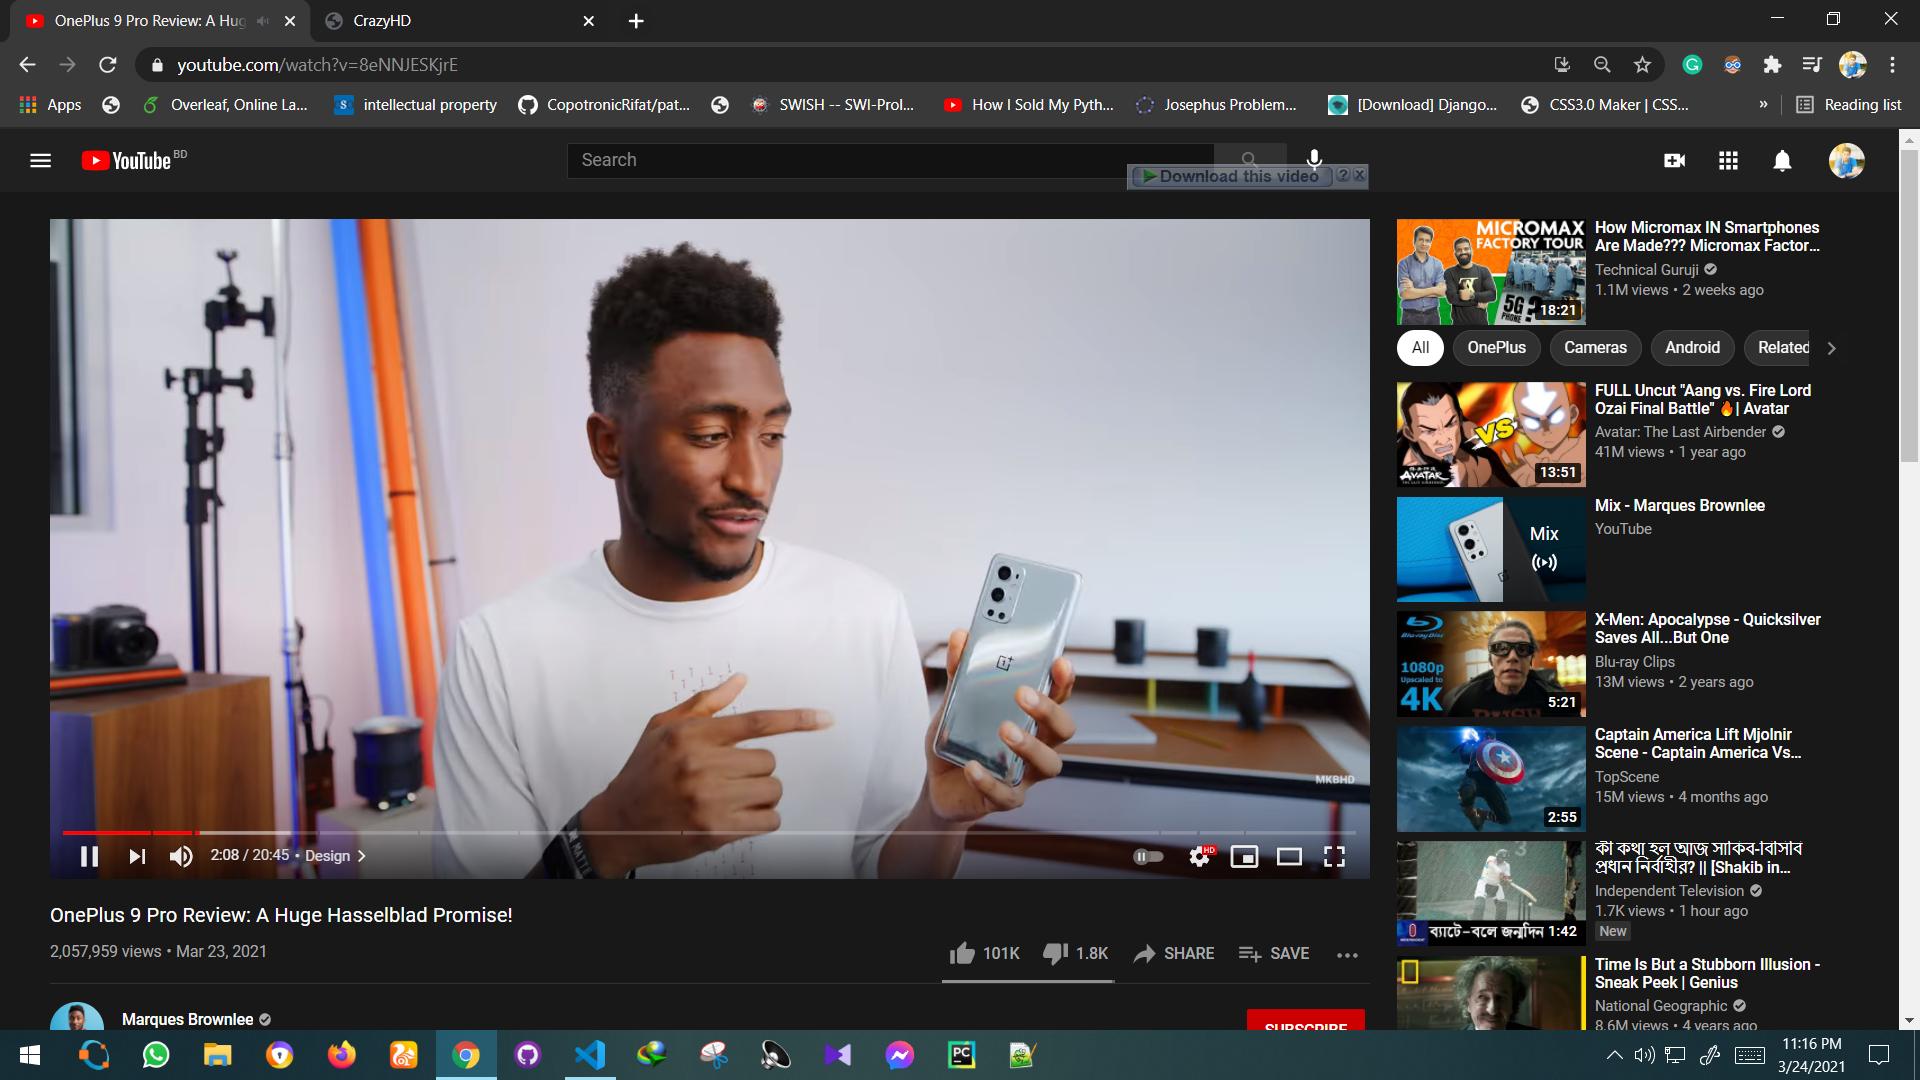 OnePlus 9 Pro Review: A Hug
CrazyHD
youtube.com/watch?v=8eNNJESKjrE
Apps
Overleaf, Online La...
intellectual property
CopotronicRifat/pat...
SWISH -- SWI-Prol...
How I Sold My Pyth...
Josephus Problem...
[Download] Django...
CSS3.0 Maker | CSS...
»
Reading list
YouTube BD
Search
Download this video ? X
MICROMAX
FACTORY TOUR
5G ?
PHONE
18:21
How Micromax IN Smartphones
Are Made??? Micromax Factor...
Technical Guruji
1.1M views • 2 weeks ago
All
OnePlus
Cameras
Android
Related
VS
AVATAR
13:51
FULL Uncut "Aang vs. Fire Lord
Ozai Final Battle" 🔥| Avatar
Avatar: The Last Airbender
41M views • 1 year ago
Mix
Mix - Marques Brownlee
YouTube
Blu-ray Disc
1080p
Upscaled to
4K
5:21
X-Men: Apocalypse - Quicksilver
Saves All...But One
Blu-ray Clips
13M views • 2 years ago
2:55
Captain America Lift Mjolnir
Scene - Captain America Vs...
TopScene
15M views • 4 months ago
ব্যাটে-বলে জন্মদিন 1:42
কী কথা হল আজ সাকিব-বিসিবি
প্রধান নির্বাহীর? || [Shakib in...
Independent Television
1.7K views • 1 hour ago
New
Time Is But a Stubborn Illusion -
Sneak Peek | Genius
National Geographic
8.6M views • 4 years ago
MKBHD
2:08 / 20:45 • Design
HD
OnePlus 9 Pro Review: A Huge Hasselblad Promise!
2,057,959 views • Mar 23, 2021
101K
1.8K
SHARE
SAVE
Marques Brownlee
SUBSCRIBE
PC
11:16 PM
3/24/2021